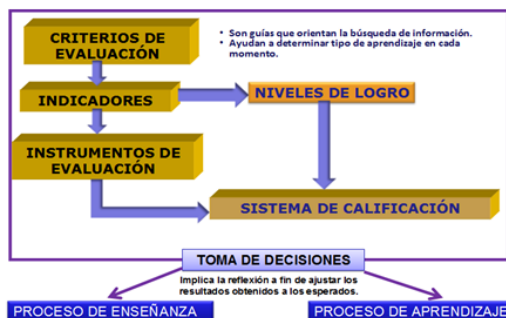 CRITERIOS DE
EVALUACIÓN
• Son guías que orientan la búsqueda de información.
• Ayudan a determinar tipo de aprendizaje en cada
momento.
INDICADORES
NIVELES DE LOGRO
INSTRUMENTOS DE
EVALUACIÓN
SISTEMA DE CALIFICACIÓN
TOMA DE DECISIONES
Implica la reflexión a fin de ajustar los
resultados obtenidos a los esperados.
PROCESO DE ENSEÑANZA
PROCESO DE APRENDIZAJE